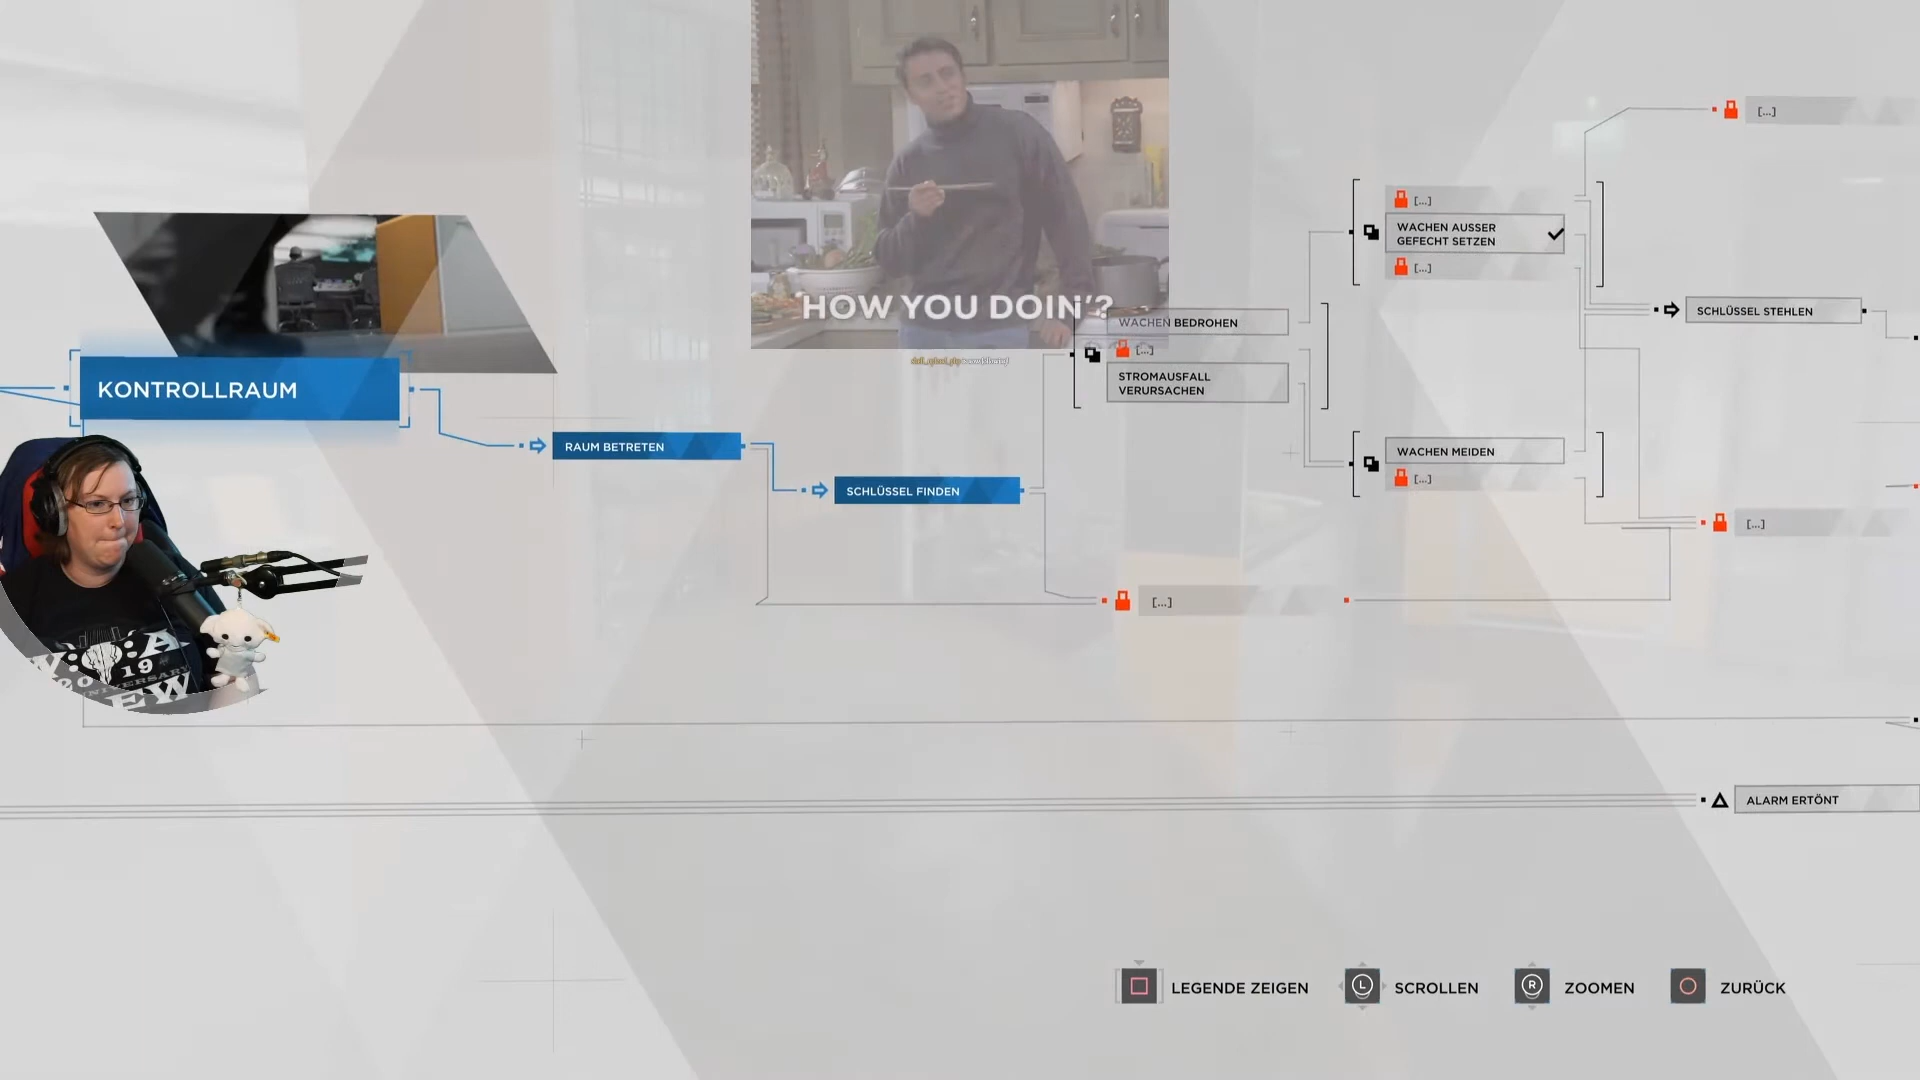 [...]
[...]
WACHEN AUSSER
GEFECHT SETZEN
[...]
HOW YOU DOIN'?
WACHEN BEDROHEN
SCHLÜSSEL STEHLEN
[...]
STROMAUSFALL
VERURSACHEN
KONTROLLRAUM
RAUM BETRETEN
WACHEN MEIDEN
[...]
SCHLÜSSEL FINDEN
[...]
[...]
19
ALARM ERTÖNT
LEGENDE ZEIGEN
L
SCROLLEN
R
ZOOMEN
ZURÜCK